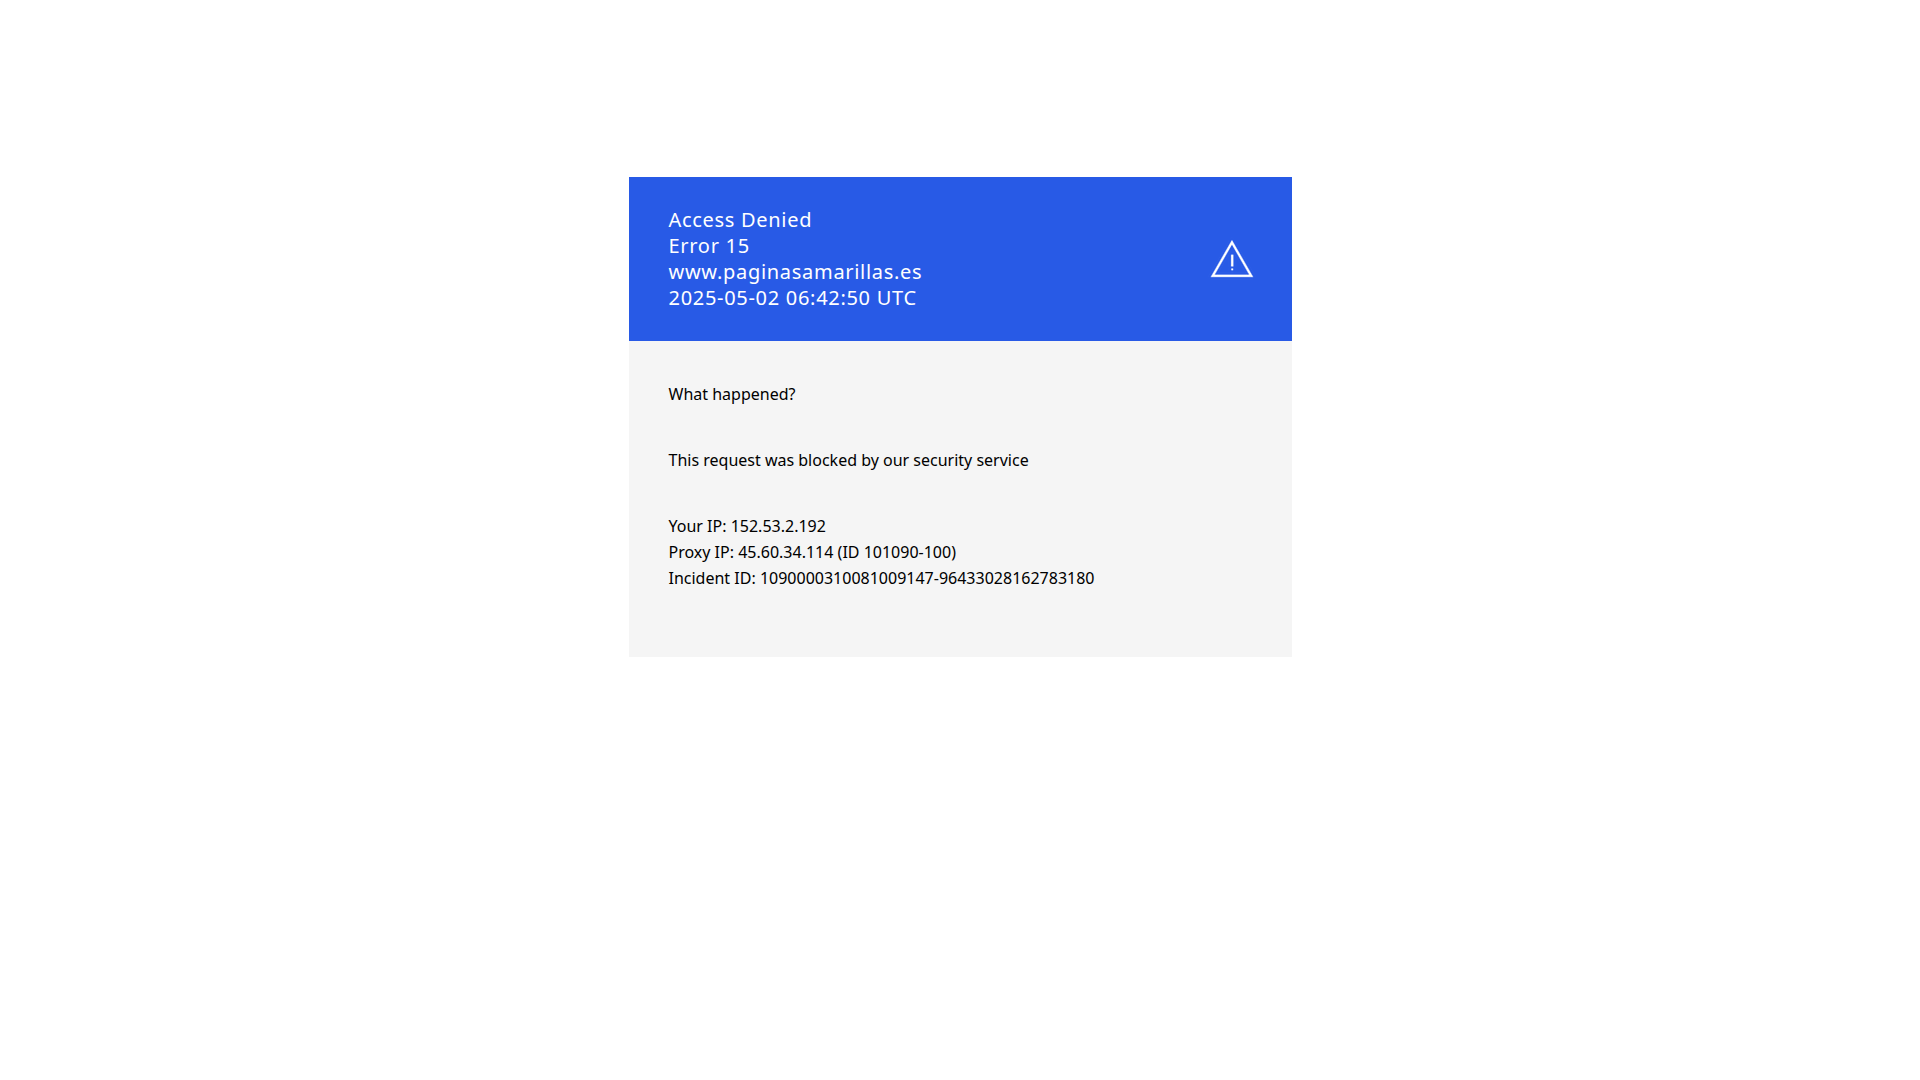 Access Denied
Error 15
www.paginasamarillas.es
2025-05-02 06:42:50 UTC
What happened?
This request was blocked by our security service
Your IP: 152.53.2.192
Proxy IP: 45.60.34.114 (ID 101090-100)
Incident ID: 1090000310081009147-96433028162783180